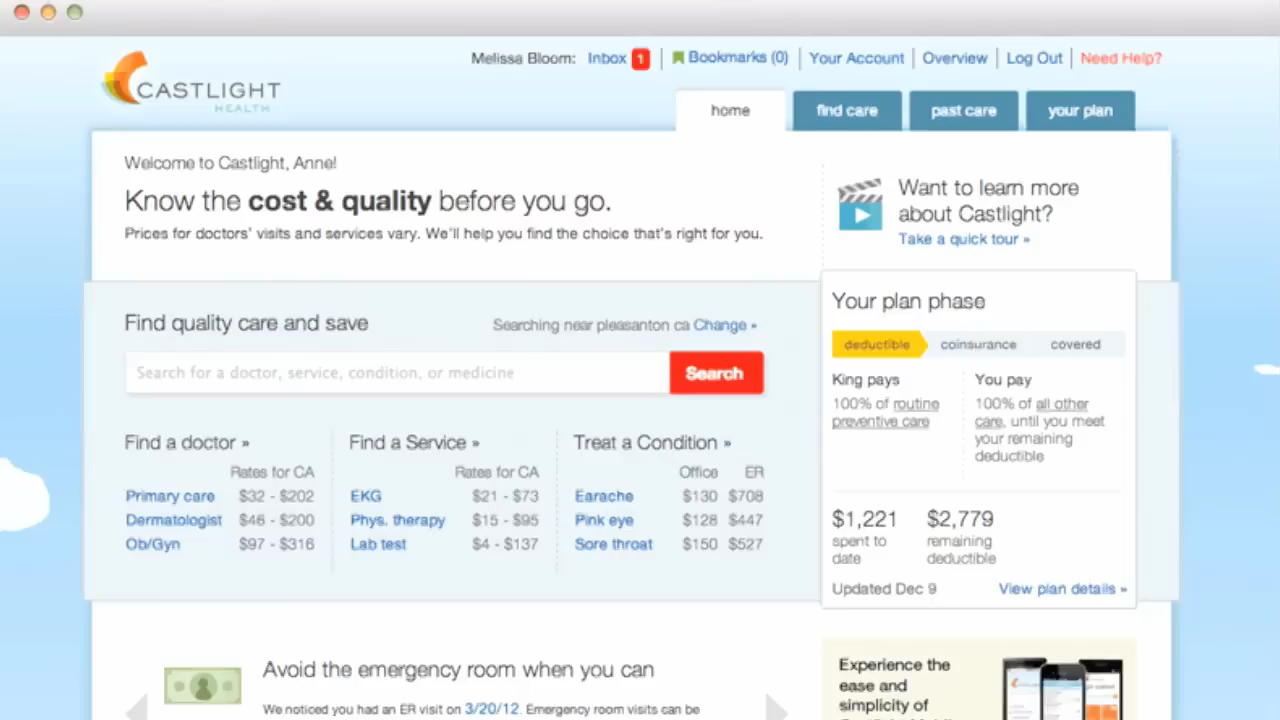 Melissa Bloom: Inbox 1 Bookmarks (0) Your Account Overview Log Out Need Help?
CASTLIGHT
HEALTH
home find care past care your plan
Welcome to Castlight, Anne!
Know the cost & quality before you go.
Prices for doctors' visits and services vary. We'll help you find the choice that's right for you.
Want to learn more
about Castlight?
Take a quick tour »
Find quality care and save
Searching near pleasanton ca Change »
Search for a doctor, service, condition, or medicine
Search
Find a doctor »
Rates for CA
Primary care $32 - $202
Dermatologist $46 - $200
Ob/Gyn $97 - $316
Find a Service »
Rates for CA
EKG $21 - $73
Phys. therapy $15 - $95
Lab test $4 - $137
Treat a Condition »
Office ER
Earache $130 $708
Pink eye $128 $447
Sore throat $150 $527
Your plan phase
deductible coinsurance covered
King pays
100% of routine
preventive care
You pay
100% of all other
care, until you meet
your remaining
deductible
$1,221
spent to
date
$2,779
remaining
deductible
Updated Dec 9 View plan details »
Avoid the emergency room when you can
We noticed you had an ER visit on 3/20/12. Emergency room visits can be
Experience the
ease and
simplicity of